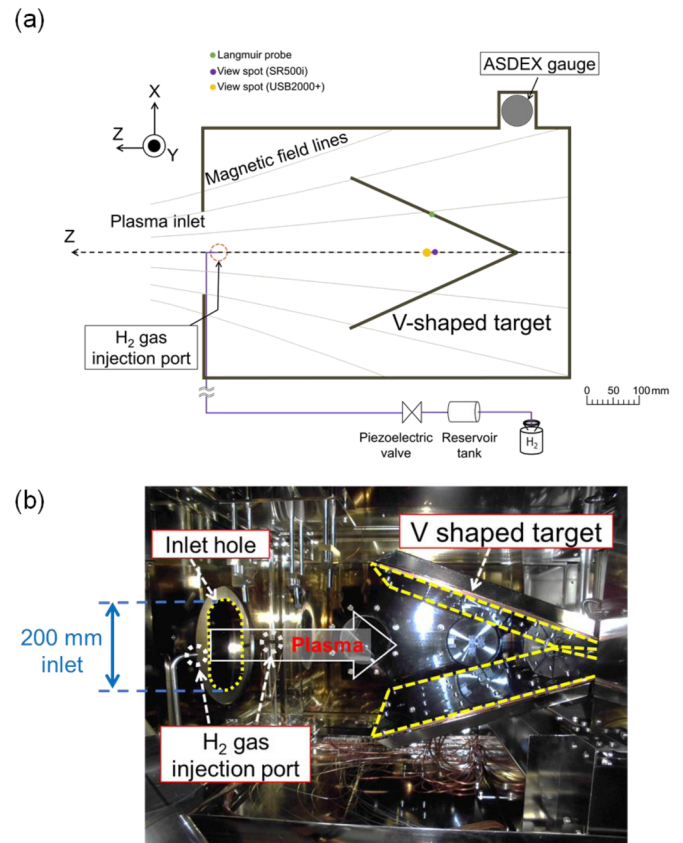 (a)
Langmuir probe
View spot (SR500i)
View spot (USB2000+)
ASDEX gauge
X
Z
Y
Magnetic field lines
Plasma inlet
Z
H₂ gas
injection port
V-shaped target
0 50 100mm
Piezoelectric
valve
Reservoir
tank
H₂
(b)
Inlet hole
V shaped target
200 mm
inlet
Plasma
H₂ gas
injection port